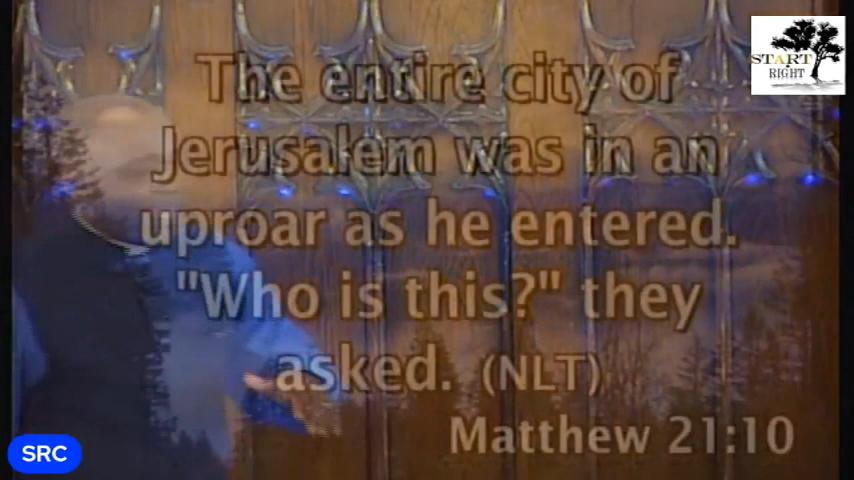 START
RIGHT
The entire city of
Jerusalem was in an
uproar as he entered.
"Who is this?" they
asked. (NLT)
Matthew 21:10
SRC